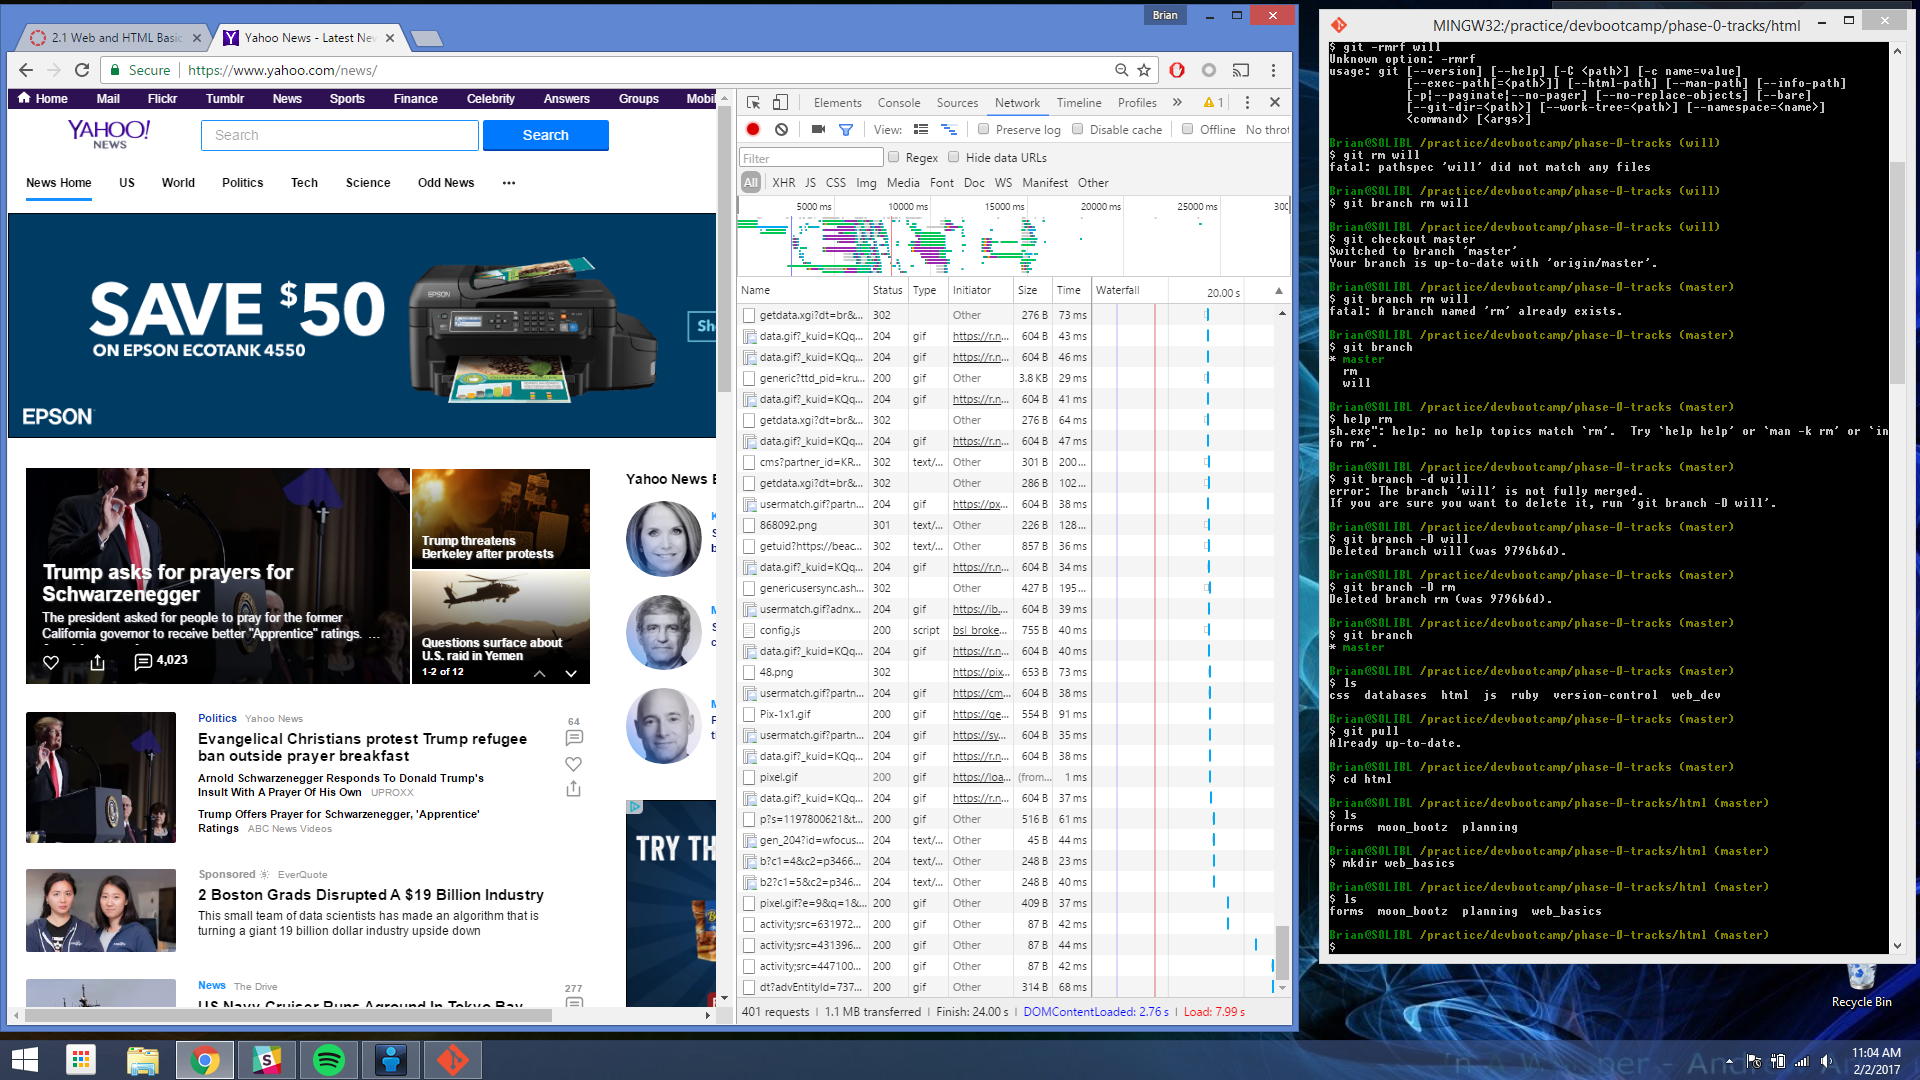 Brian
2.1 Web and HTML Basic
Yahoo News - Latest New
Secure
https://www.yahoo.com/news/
Home Mail Flickr Tumblr News Sports Finance Celebrity Answers Groups Mobil
YAHOO!
NEWS
Search
Search
News Home US World Politics Tech Science Odd News •••
SAVE $50
ON EPSON ECOTANK 4550
EPSON
EPSON
Sh
Trump asks for prayers for
Schwarzenegger
The president asked for people to pray for the former
California governor to receive better "Apprentice" ratings. ...
4,023
Trump threatens
Berkeley after protests
Questions surface about
U.S. raid in Yemen
1-2 of 12
Yahoo News E
Politics Yahoo News
Evangelical Christians protest Trump refugee
ban outside prayer breakfast
Arnold Schwarzenegger Responds To Donald Trump's
Insult With A Prayer Of His Own UPROXX
Trump Offers Prayer for Schwarzenegger, 'Apprentice'
Ratings ABC News Videos
64
Sponsored EverQuote
2 Boston Grads Disrupted A $19 Billion Industry
This small team of data scientists has made an algorithm that is
turning a giant 19 billion dollar industry upside down
News The Drive
US Navy Cruiser Runs Aground In Tokyo Bay
277
TRY TH
Elements Console Sources Network Timeline Profiles » 1
View: Preserve log Disable cache Offline No thrott
Filter Regex Hide data URLs
All XHR JS CSS Img Media Font Doc WS Manifest Other
5000 ms 10000 ms 15000 ms 20000 ms 25000 ms 300
Name Status Type Initiator Size Time Waterfall 20.00 s
getdata.xgi?dt=br&... 302 Other 276 B 73 ms
data.gif?_kuid=KQq... 204 gif https://r.n... 604 B 43 ms
data.gif?_kuid=KQq... 204 gif https://r.n... 604 B 46 ms
generic?ttd_pid=kru... 200 gif Other 3.8 KB 29 ms
data.gif?_kuid=KQq... 204 gif https://r.n... 604 B 41 ms
getdata.xgi?dt=br&... 302 Other 276 B 64 ms
data.gif?_kuid=KQq... 204 gif https://r.n... 604 B 47 ms
cms?partner_id=KR... 302 text/... Other 301 B 200...
getdata.xgi?dt=br&... 302 Other 286 B 102...
usermatch.gif?partn... 204 gif https://px... 604 B 38 ms
868092.png 301 text/... Other 226 B 128...
getuid?https://beac... 302 text/... Other 857 B 36 ms
data.gif?_kuid=KQq... 204 gif https://r.n... 604 B 34 ms
genericusersync.ash... 302 Other 427 B 195...
usermatch.gif?adnx... 204 gif https://ib.... 604 B 39 ms
config.js 200 script bsl_broke... 755 B 40 ms
data.gif?_kuid=KQq... 204 gif https://r.n... 604 B 40 ms
48.png 302 https://pix... 653 B 73 ms
usermatch.gif?partn... 204 gif https://cm... 604 B 38 ms
Pix-1x1.gif 200 gif https://ge... 554 B 91 ms
usermatch.gif?partn... 204 gif https://sy... 604 B 35 ms
data.gif?_kuid=KQq... 204 gif https://r.n... 604 B 38 ms
pixel.gif 200 gif https://loa... (from... 1 ms
data.gif?_kuid=KQq... 204 gif https://r.n... 604 B 37 ms
p?s=1197800621&t... 200 gif Other 516 B 61 ms
gen_204?id=wfocus... 204 text/... Other 45 B 44 ms
b?c1=4&c2=p3466... 204 text/... Other 248 B 23 ms
b2?c1=5&c2=p346... 204 text/... Other 248 B 40 ms
pixel.gif?e=9&q=1&... 200 gif Other 409 B 37 ms
activity;src=631972... 200 gif Other 87 B 42 ms
activity;src=431396... 200 gif Other 87 B 44 ms
activity;src=447100... 200 gif Other 87 B 42 ms
dt?advEntityId=737... 200 gif Other 314 B 68 ms
401 requests | 1.1 MB transferred | Finish: 24.00 s | DOMContentLoaded: 2.76 s | Load: 7.99 s
MINGW32:/practice/devbootcamp/phase-0-tracks/html
$ git -rmrf will
Unknown option: -rmrf
usage: git [--version] [--help] [-C <path>] [-c name=value]
[--exec-path[=<path>]] [--html-path] [--man-path] [--info-path]
[-p|--paginate|--no-pager] [--no-replace-objects] [--bare]
[--git-dir=<path>] [--work-tree=<path>] [--namespace=<name>]
<command> [<args>]
Brian@SOLIBL /practice/devbootcamp/phase-0-tracks (will)
$ git rm will
fatal: pathspec 'will' did not match any files
Brian@SOLIBL /practice/devbootcamp/phase-0-tracks (will)
$ git branch rm will
Brian@SOLIBL /practice/devbootcamp/phase-0-tracks (will)
$ git checkout master
Switched to branch 'master'
Your branch is up-to-date with 'origin/master'.
Brian@SOLIBL /practice/devbootcamp/phase-0-tracks (master)
$ git branch rm will
fatal: A branch named 'rm' already exists.
Brian@SOLIBL /practice/devbootcamp/phase-0-tracks (master)
$ git branch
* master
rm
will
Brian@SOLIBL /practice/devbootcamp/phase-0-tracks (master)
$ help rm
sh.exe": help: no help topics match `rm'. Try `help help' or `man -k rm' or `in
fo rm'.
Brian@SOLIBL /practice/devbootcamp/phase-0-tracks (master)
$ git branch -d will
error: The branch 'will' is not fully merged.
If you are sure you want to delete it, run 'git branch -D will'.
Brian@SOLIBL /practice/devbootcamp/phase-0-tracks (master)
$ git branch -D will
Deleted branch will (was 9796b6d).
Brian@SOLIBL /practice/devbootcamp/phase-0-tracks (master)
$ git branch -D rm
Deleted branch rm (was 9796b6d).
Brian@SOLIBL /practice/devbootcamp/phase-0-tracks (master)
$ git branch
* master
Brian@SOLIBL /practice/devbootcamp/phase-0-tracks (master)
$ ls
css databases html js ruby version-control web_dev
Brian@SOLIBL /practice/devbootcamp/phase-0-tracks (master)
$ git pull
Already up-to-date.
Brian@SOLIBL /practice/devbootcamp/phase-0-tracks (master)
$ cd html
Brian@SOLIBL /practice/devbootcamp/phase-0-tracks/html (master)
$ ls
forms moon_bootz planning
Brian@SOLIBL /practice/devbootcamp/phase-0-tracks/html (master)
$ mkdir web_basics
Brian@SOLIBL /practice/devbootcamp/phase-0-tracks/html (master)
$ ls
forms moon_bootz planning web_basics
Brian@SOLIBL /practice/devbootcamp/phase-0-tracks/html (master)
$
Recycle Bin
11:04 AM
2/2/2017